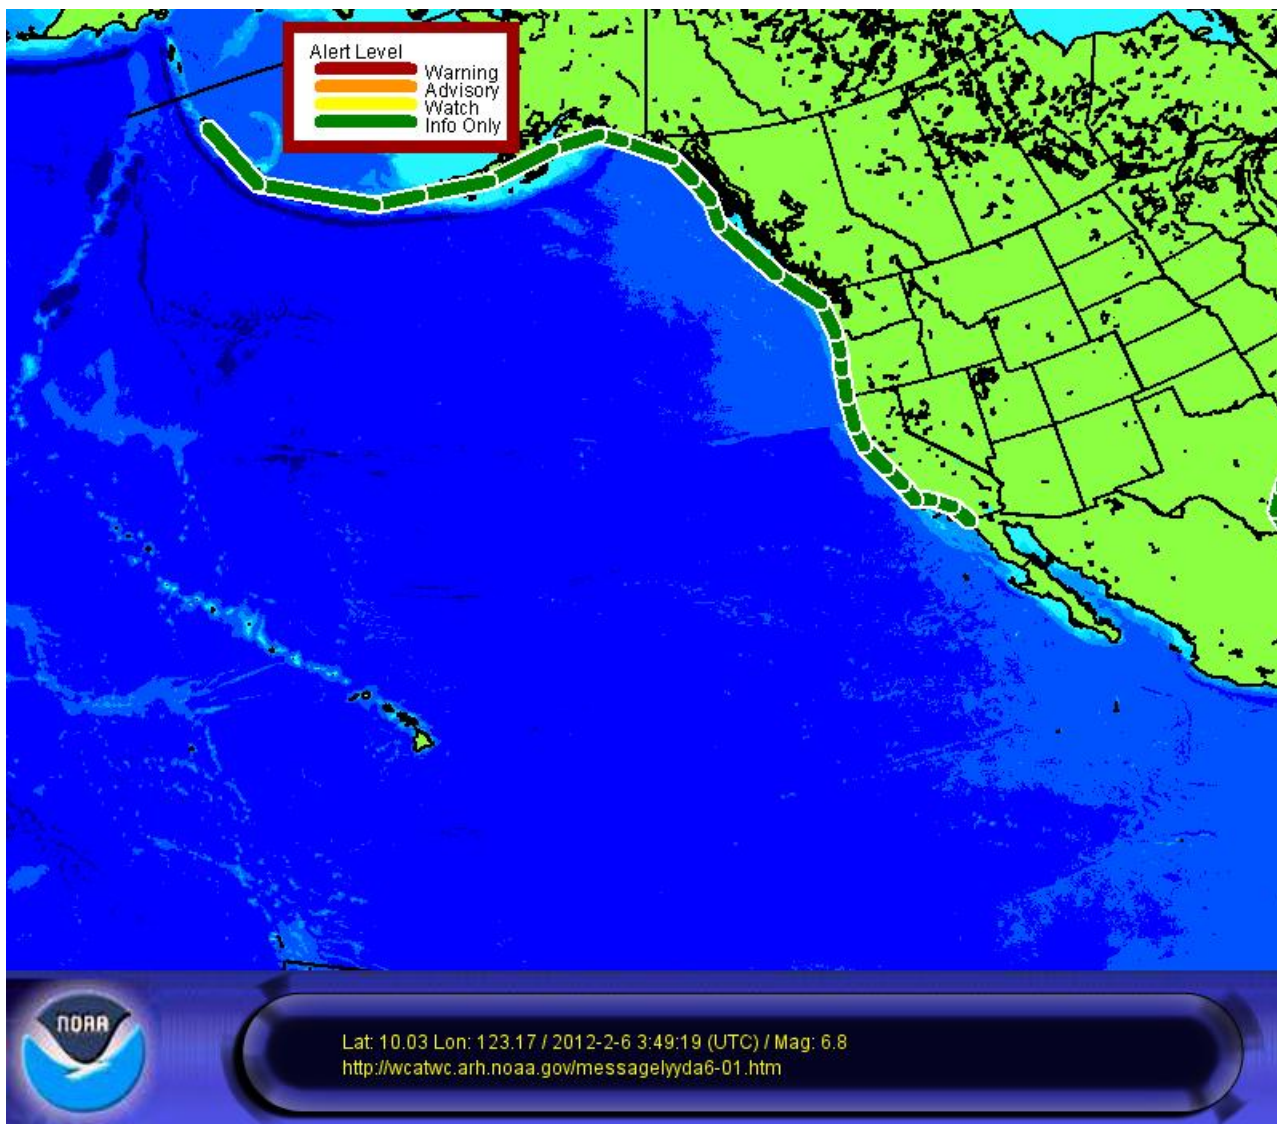 Alert Level
Warning
Advisory
Watch
Info Only
NOAA
Lat: 10.03 Lon: 123.17 / 2012-2-6 3:49:19 (UTC) / Mag: 6.8
http://wcatwc.arh.noaa.gov/messagelyyda6-01.htm